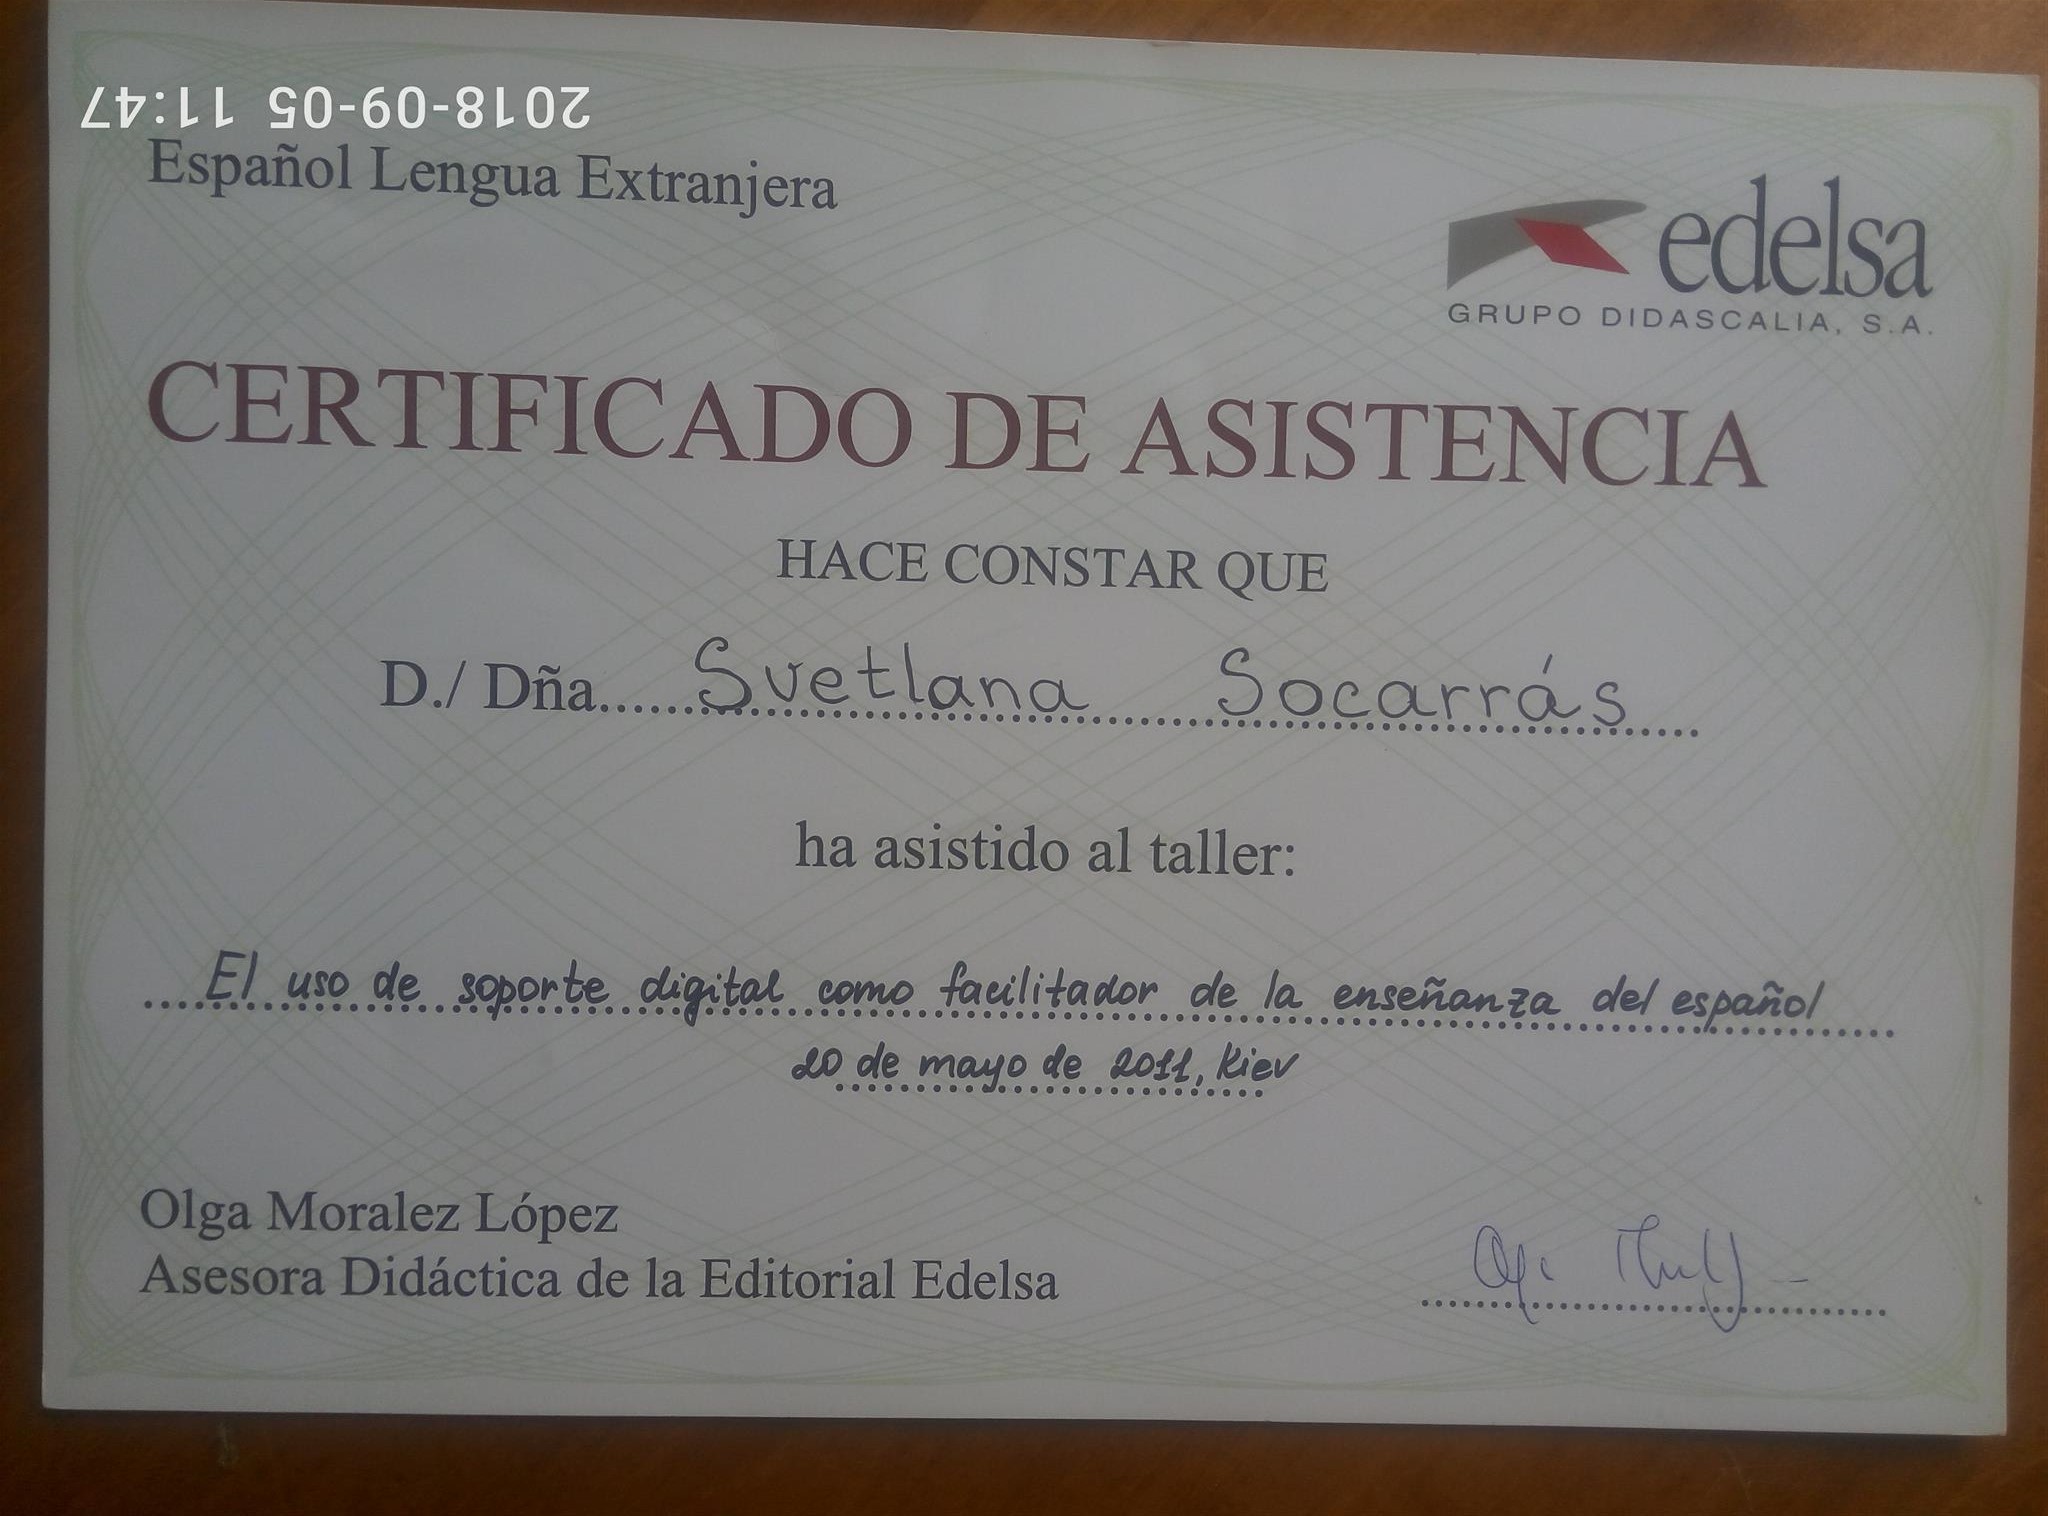 2018-09-05 11:47
Español Lengua Extranjera
edelsa
GRUPO DIDASCALIA, S.A.
CERTIFICADO DE ASISTENCIA
HACE CONSTAR QUE
D./ Dña......Svetlana Socarrás....
ha asistido al taller:
....El uso de soporte digital como facilitador de la enseñanza del español....
20 de mayo de 2011, Kiev
Olga Moralez López
Asesora Didáctica de la Editorial Edelsa